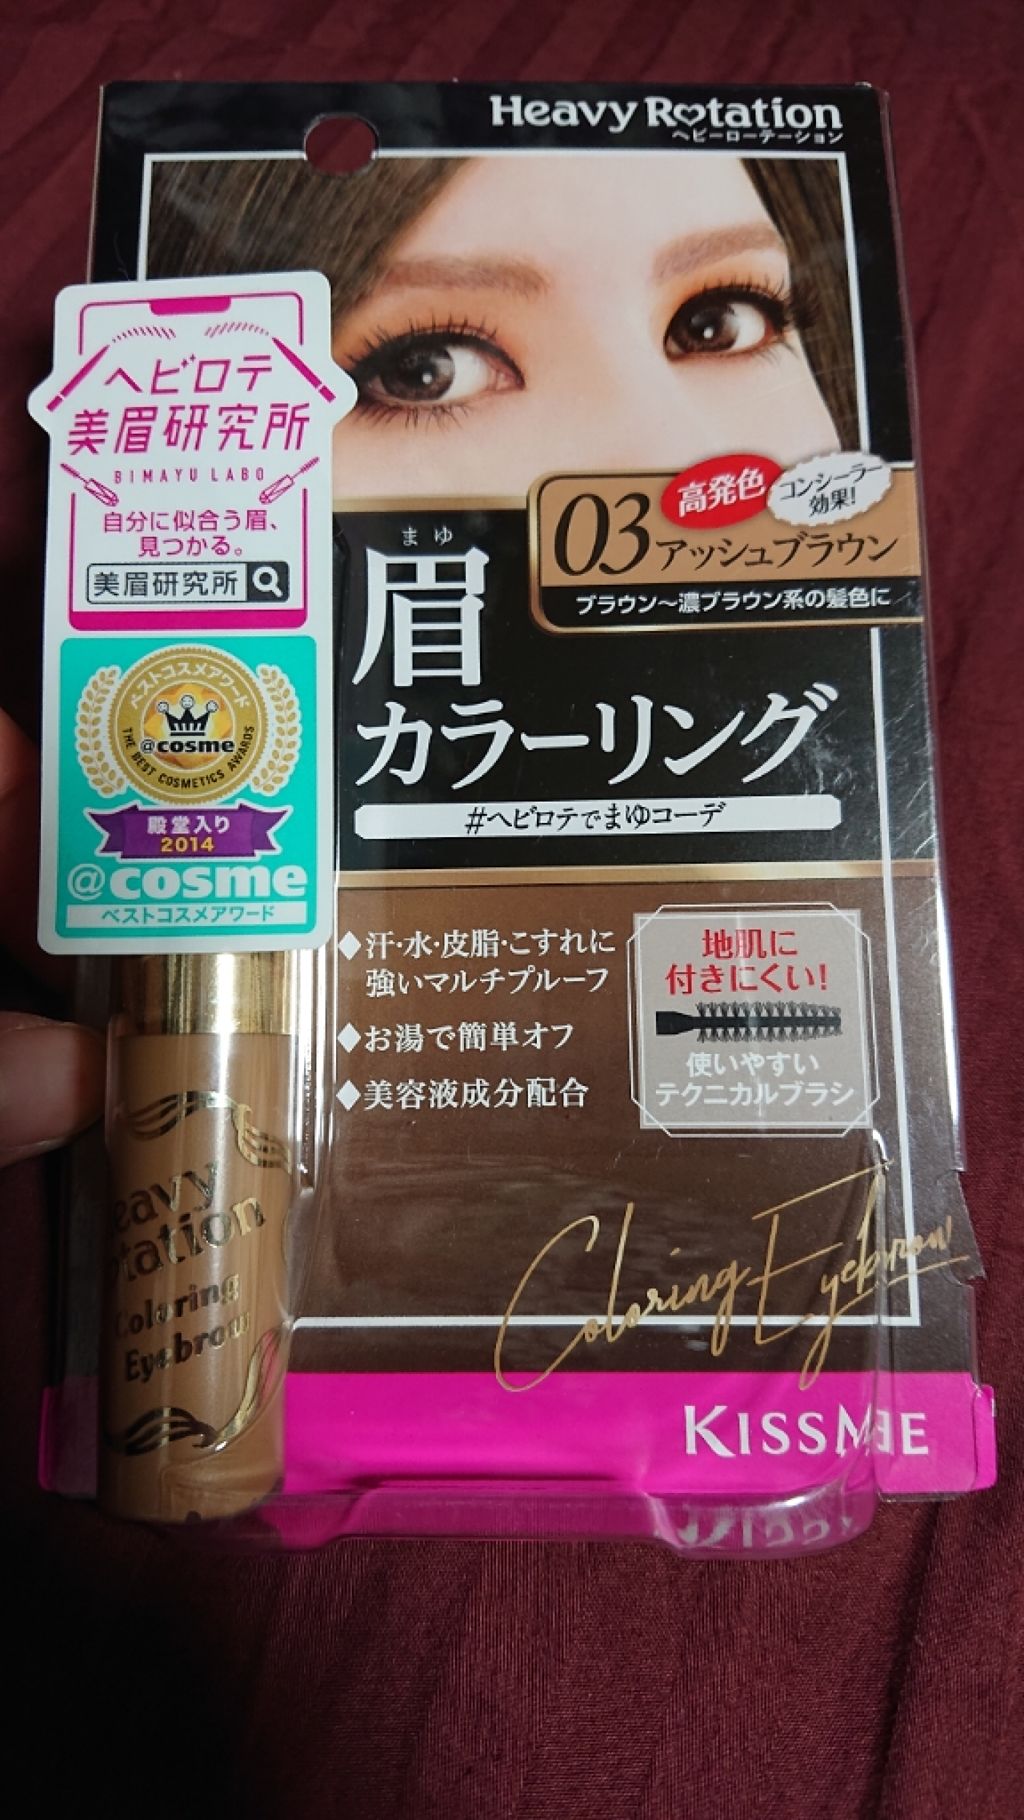 Heavy Rotation
ヘビーローテーション
ヘビロテ
美眉研究所
BIMAYU LABO
自分に似合う眉、
見つかる。
美眉研究所
ベストコスメアワード
@cosme
THE BEST COSMETICS AWARDS
殿堂入り
2014
@cosme
ベストコスメアワード
高発色
コンシーラー
効果!
03アッシュブラウン
ブラウン〜濃ブラウン系の髪色に
まゆ
眉
カラーリング
#ヘビロテでまゆコーデ
◆汗・水・皮脂・こすれに
強いマルチプルーフ
◆お湯で簡単オフ
◆美容液成分配合
地肌に
付きにくい!
使いやすい
テクニカルブラシ
eavy
otation
Coloring
Eyebrow
Coloring Eyebrow
KISSME